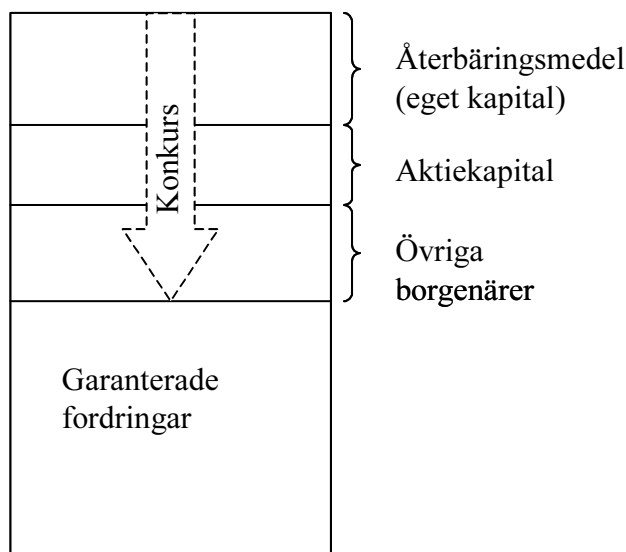 Konkurs
Återbäringsmedel
(eget kapital)
Aktiekapital
Övriga
borgenärer
Garanterade
fordringar